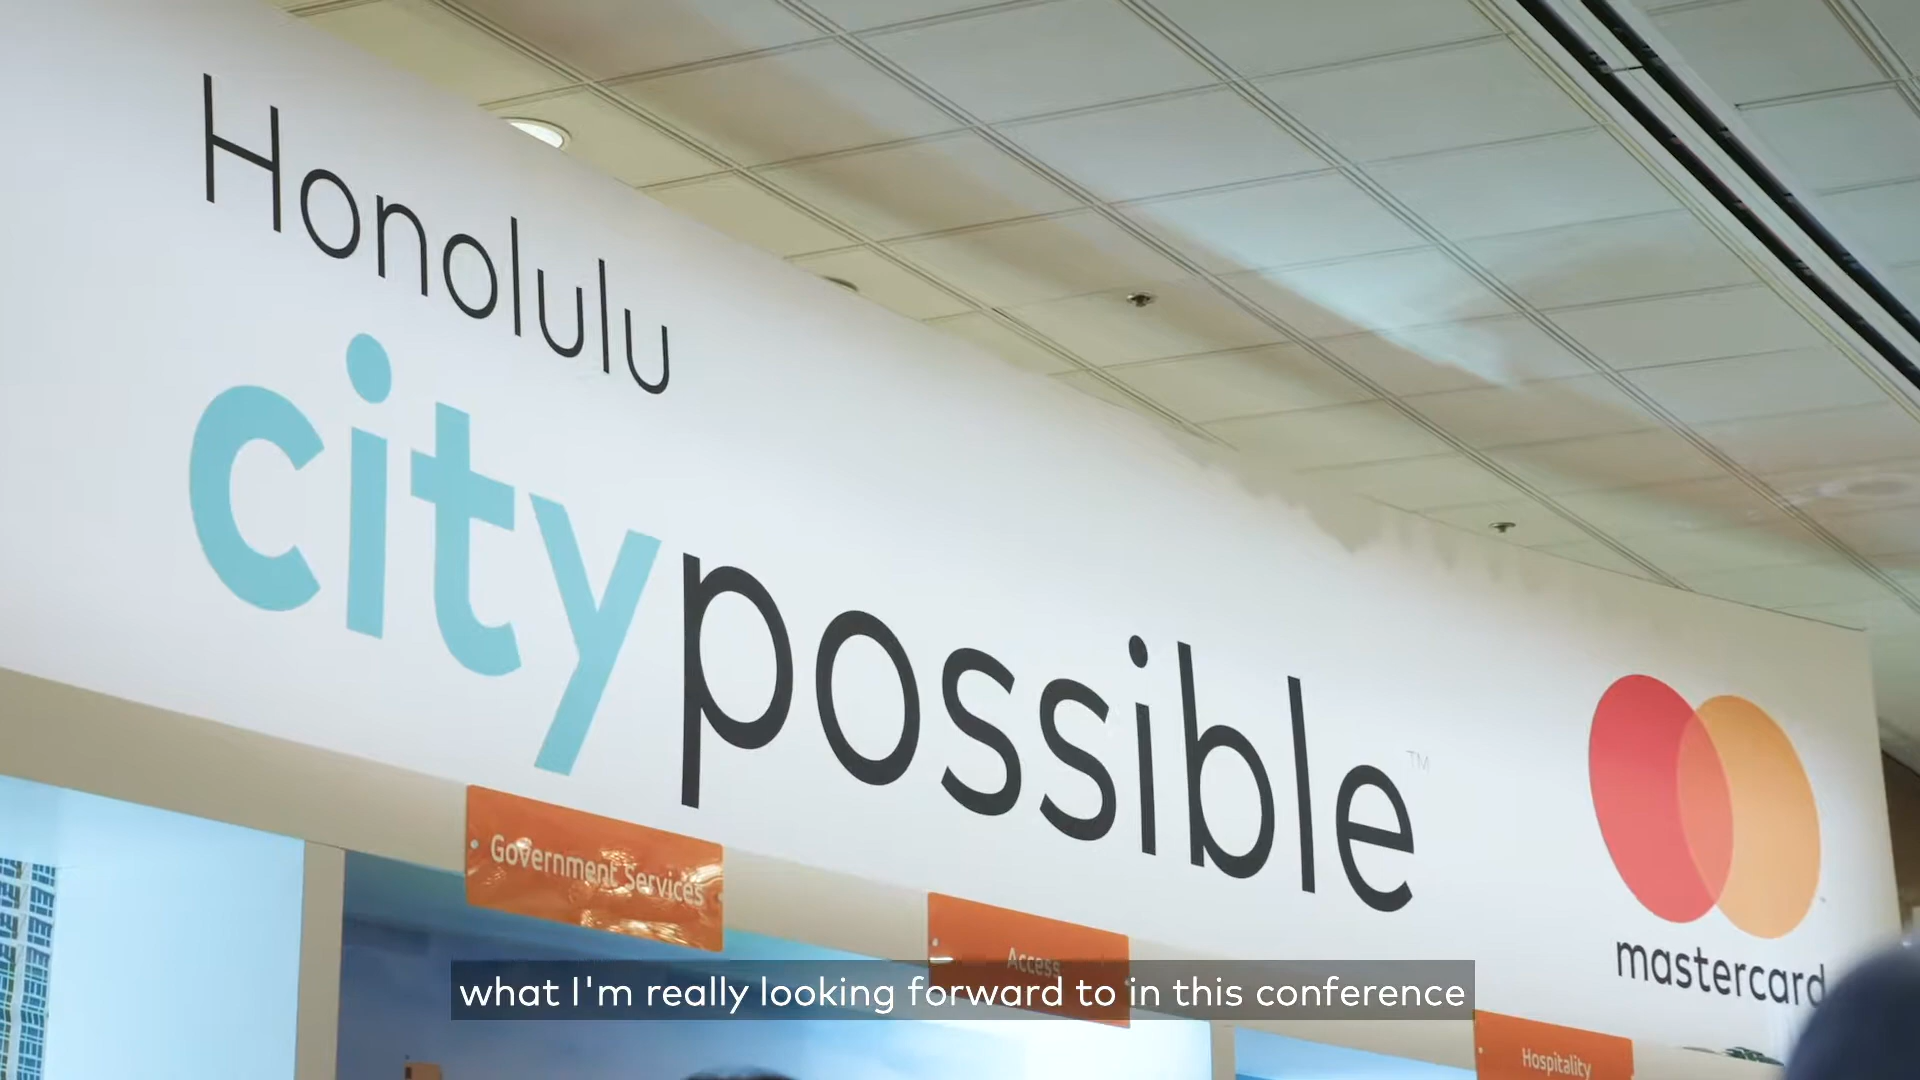 Honolulu
citypossible™
mastercard
Government Services
Access
Hospitality
what I'm really looking forward to in this conference